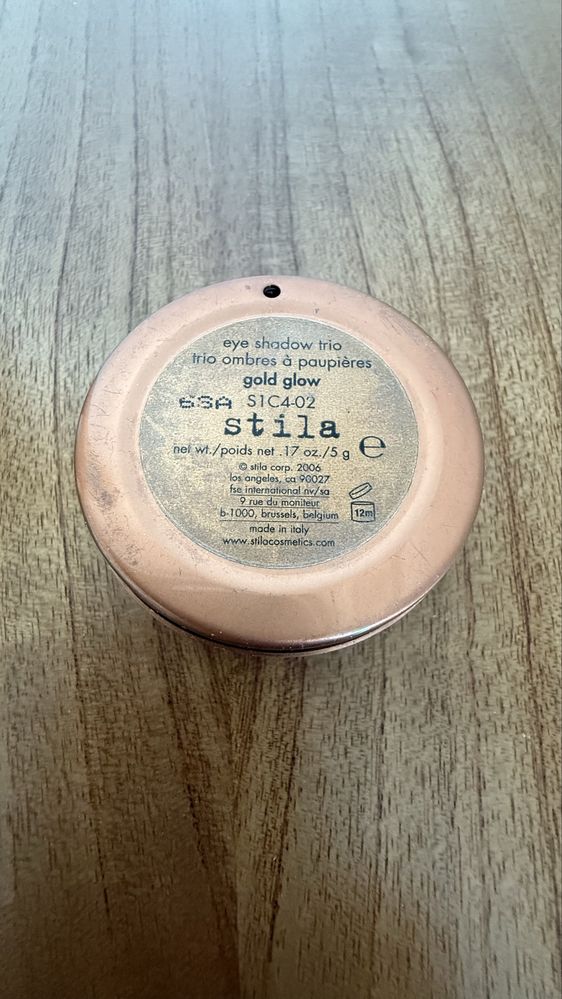 eye shadow trio
trio ombres à paupières
gold glow
63A S1C4-02
stila
net wt./poids net .17 oz./5 g e
© stila corp. 2006
los angeles, ca 90027
fse international nv/sa
9 rue du moniteur
b-1000, brussels, belgium
12m
made in italy
www.stilacosmetics.com